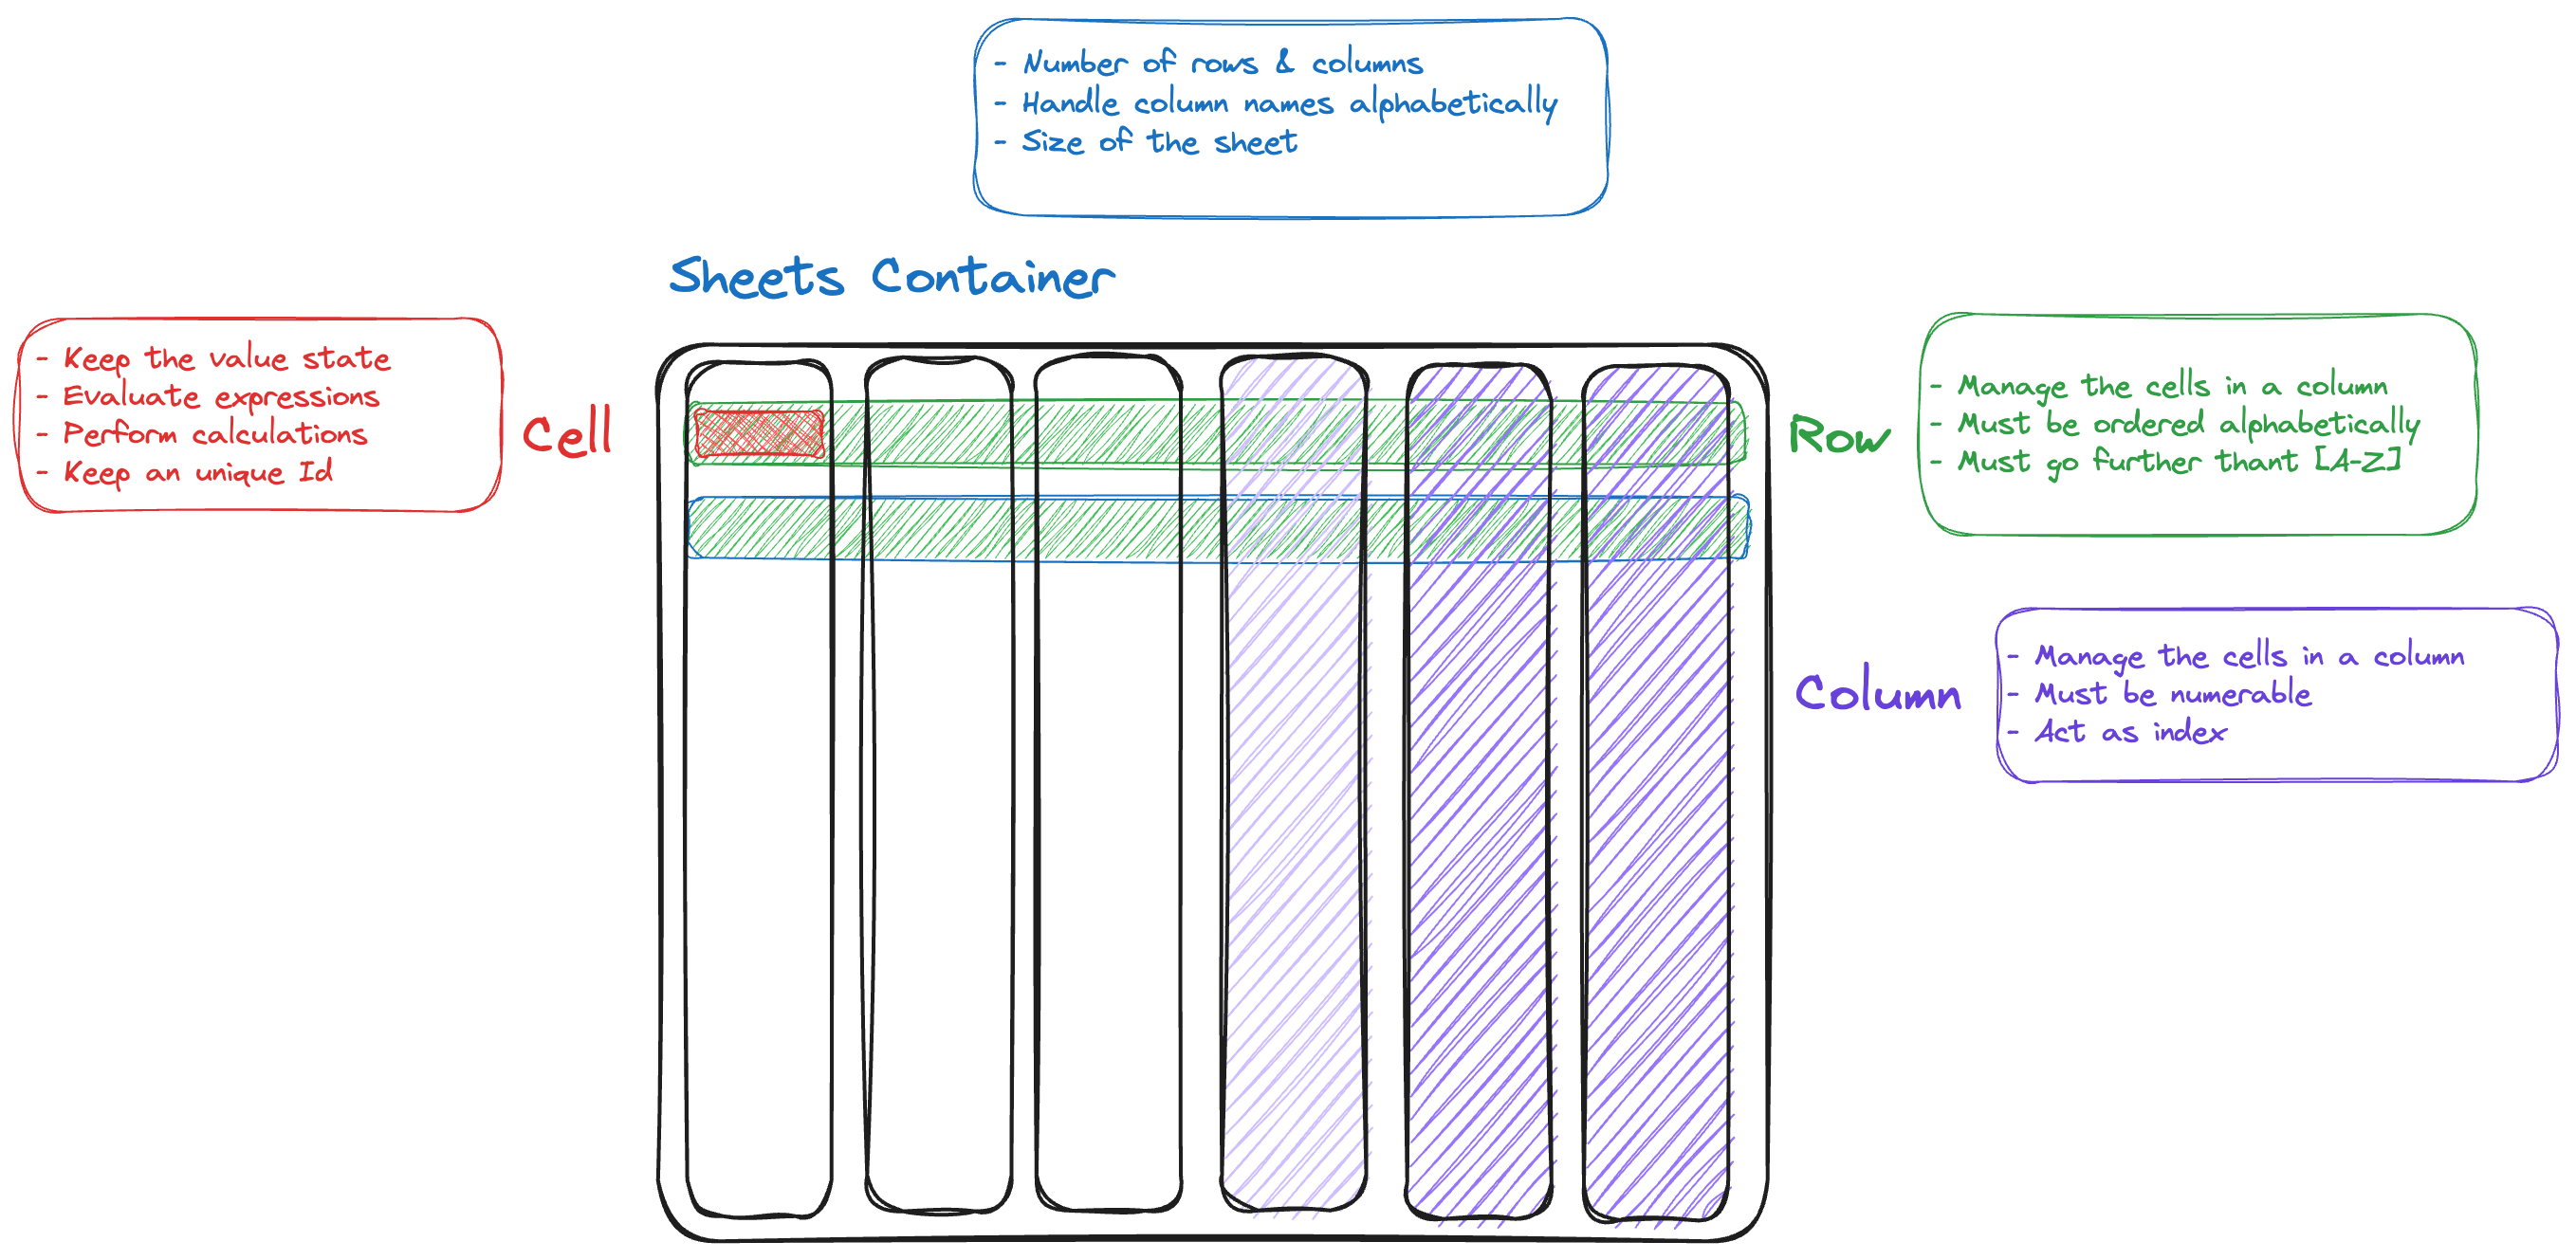 - Number of rows & columns
- Handle column names alphabetically
- Size of the sheet
Sheets Container
- Keep the value state
- Evaluate expressions
- Perform calculations
- Keep an unique Id
Cell
Row
- Manage the cells in a column
- Must be ordered alphabetically
- Must go further thant [A-Z]
Column
- Manage the cells in a column
- Must be numerable
- Act as index